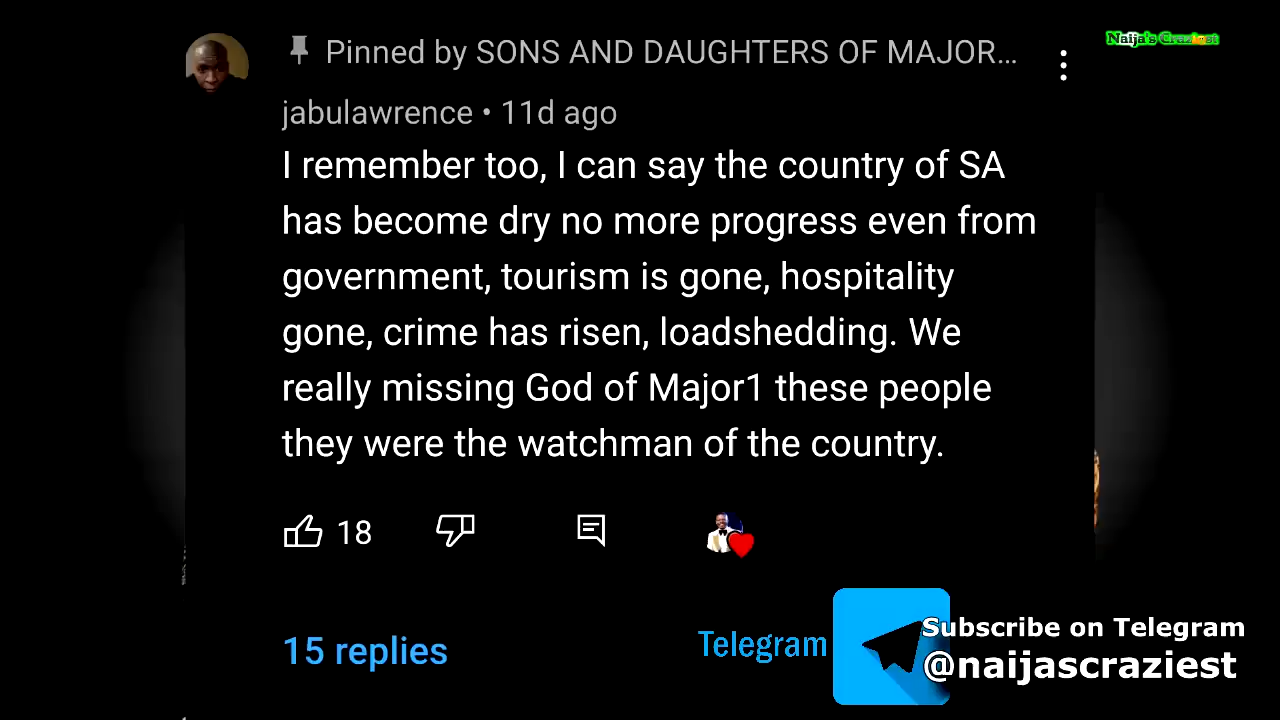 Pinned by SONS AND DAUGHTERS OF MAJOR...
Naija's Craziest
jabulawrence • 11d ago
I remember too, I can say the country of SA
has become dry no more progress even from
government, tourism is gone, hospitality
gone, crime has risen, loadshedding. We
really missing God of Major1 these people
they were the watchman of the country.
18
15 replies
Telegram
Subscribe on Telegram
@naijascraziest